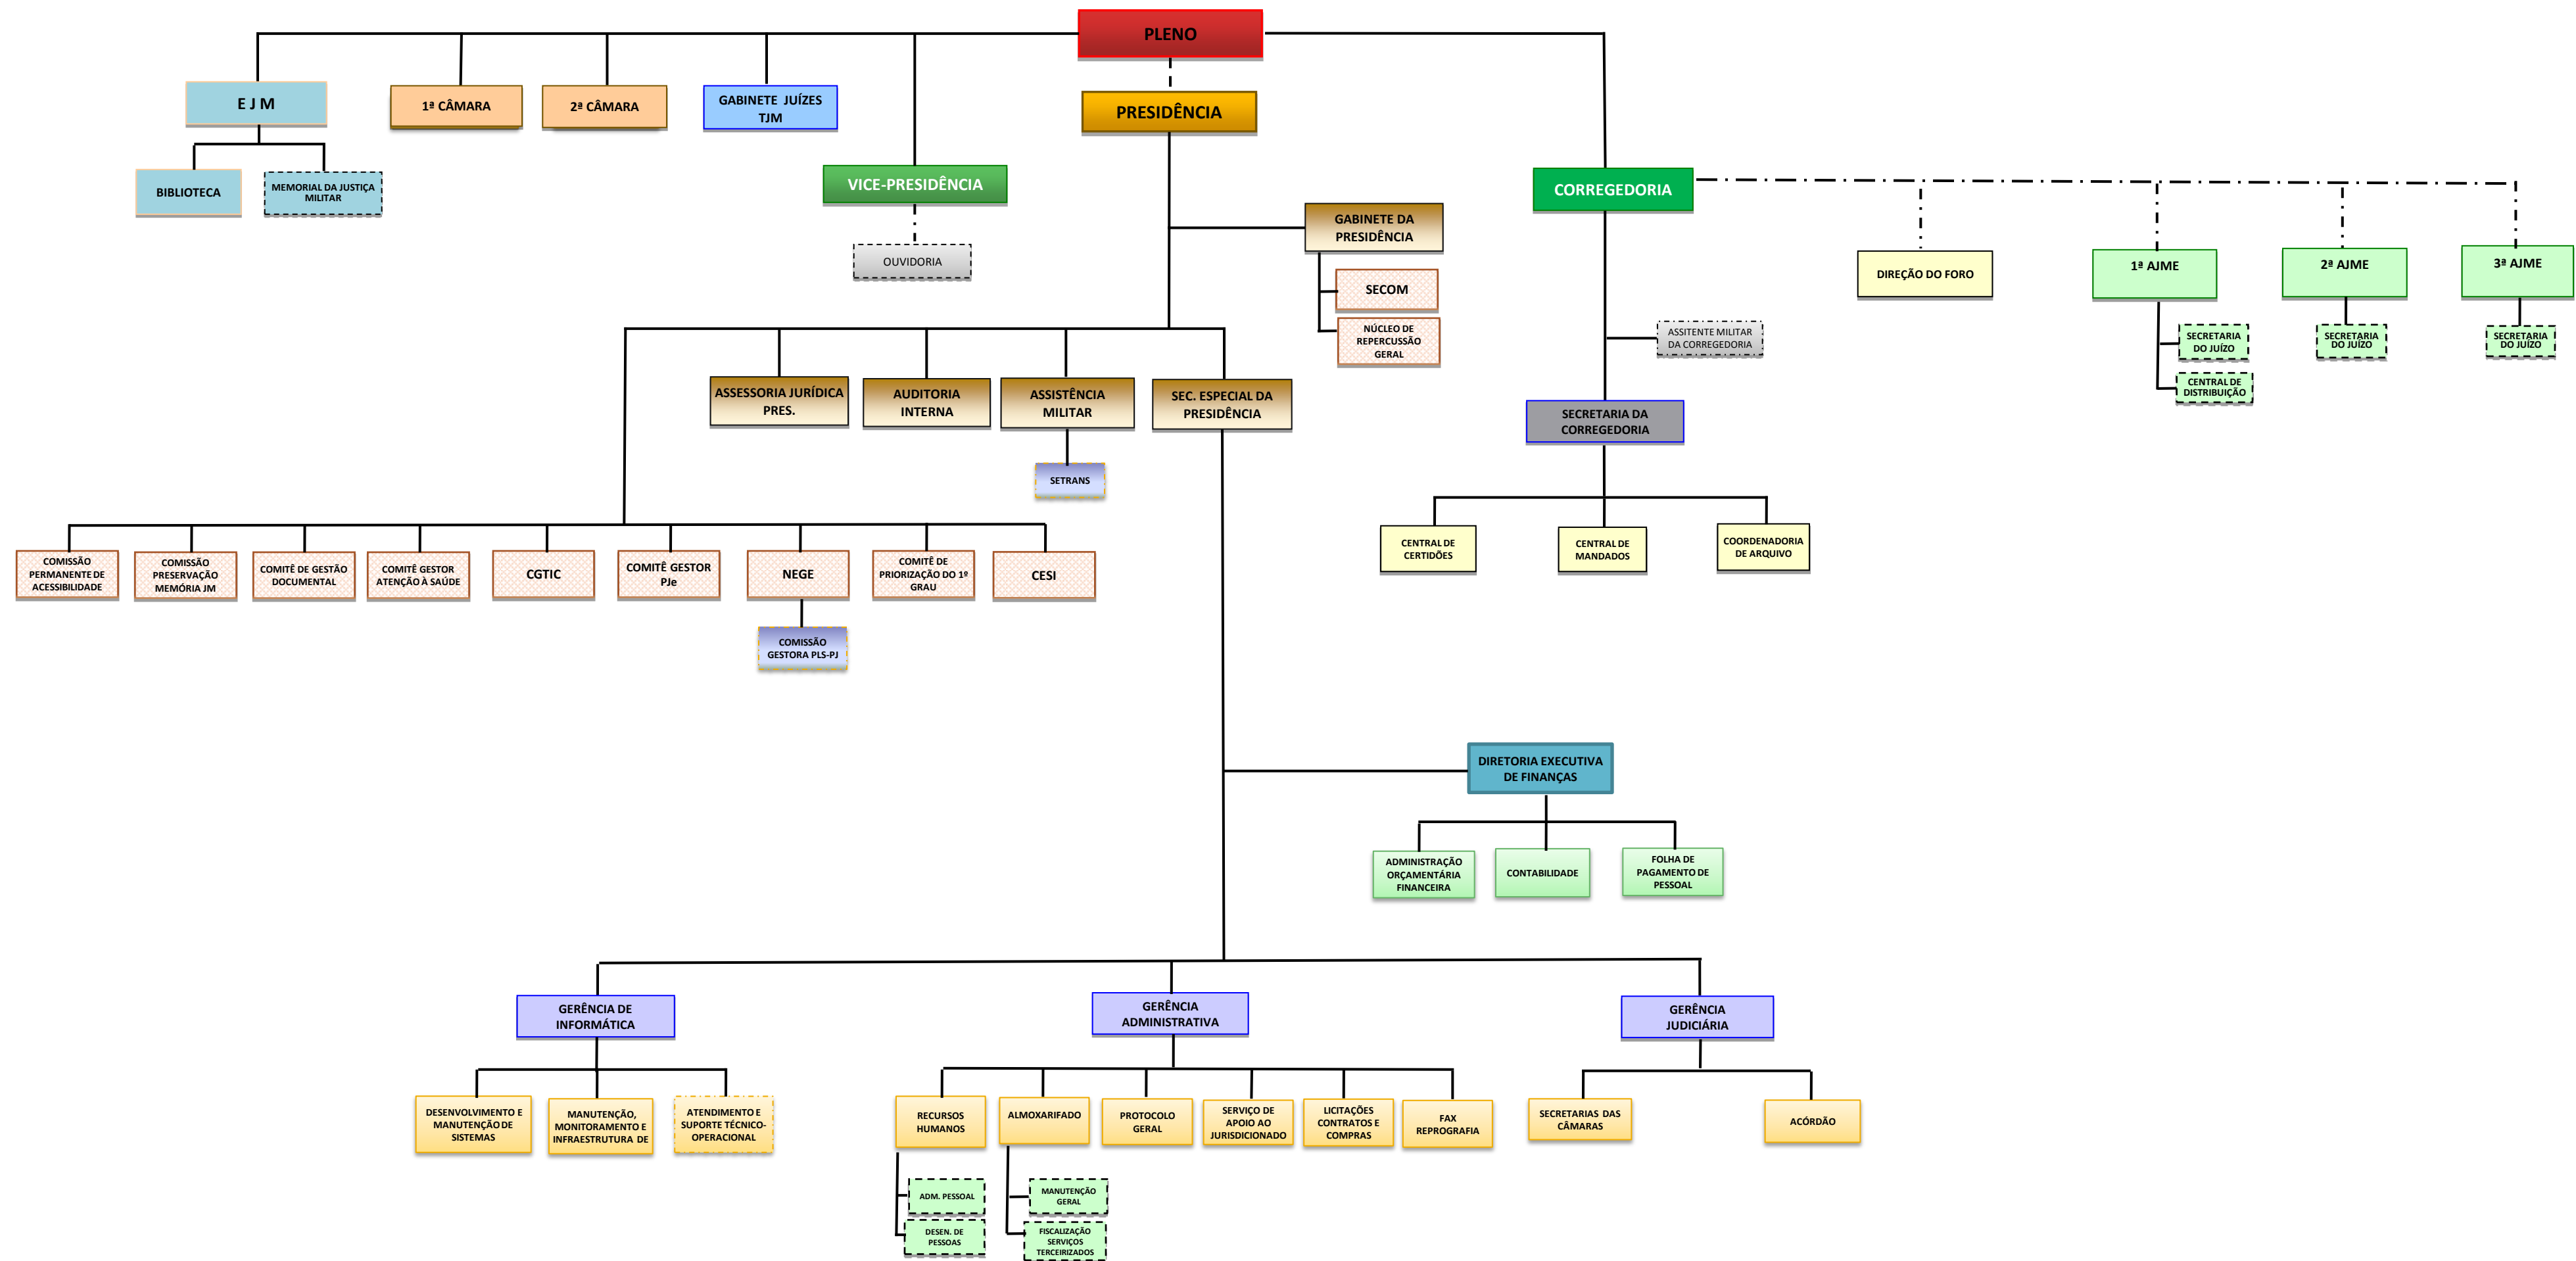 PLENO
E J M
1ª CÂMARA
2ª CÂMARA
GABINETE JUÍZES
TJM
PRESIDÊNCIA
BIBLIOTECA
MEMORIAL DA JUSTIÇA
MILITAR
VICE-PRESIDÊNCIA
OUVIDORIA
CORREGEDORIA
GABINETE DA
PRESIDÊNCIA
SECOM
NÚCLEO DE
REPERCUSSÃO
GERAL
DIREÇÃO DO FORO
1ª AJME
2ª AJME
3ª AJME
SECRETARIA
DO JUÍZO
CENTRAL DE
DISTRIBUIÇÃO
SECRETARIA
DO JUÍZO
SECRETARIA
DO JUÍZO
ASSITENTE MILITAR
DA CORREGEDORIA
ASSESSORIA JURÍDICA
PRES.
AUDITORIA
INTERNA
ASSISTÊNCIA
MILITAR
SEC. ESPECIAL DA
PRESIDÊNCIA
SETRANS
SECRETARIA DA
CORREGEDORIA
CENTRAL DE
CERTIDÕES
CENTRAL DE
MANDADOS
COORDENADORIA
DE ARQUIVO
COMISSÃO
PERMANENTE DE
ACESSIBILIDADE
COMISSÃO
PRESERVAÇÃO
MEMÓRIA JM
COMITÊ DE GESTÃO
DOCUMENTAL
COMITÊ GESTOR
ATENÇÃO À SAÚDE
CGTIC
COMITÊ GESTOR
PJe
NEGE
COMITÊ DE
PRIORIZAÇÃO DO 1º
GRAU
CESI
COMISSÃO
GESTORA PLS-PJ
DIRETORIA EXECUTIVA
DE FINANÇAS
ADMINISTRAÇÃO
ORÇAMENTÁRIA
FINANCEIRA
CONTABILIDADE
FOLHA DE
PAGAMENTO DE
PESSOAL
GERÊNCIA DE
INFORMÁTICA
GERÊNCIA
ADMINISTRATIVA
GERÊNCIA
JUDICIÁRIA
DESENVOLVIMENTO E
MANUTENÇÃO DE
SISTEMAS
MANUTENÇÃO,
MONITORAMENTO E
INFRAESTRUTURA DE
ATENDIMENTO E
SUPORTE TÉCNICO-
OPERACIONAL
RECURSOS
HUMANOS
ALMOXARIFADO
PROTOCOLO
GERAL
SERVIÇO DE
APOIO AO
JURISDICIONADO
LICITAÇÕES
CONTRATOS E
COMPRAS
FAX
REPROGRAFIA
SECRETARIAS DAS
CÂMARAS
ACÓRDÃO
ADM. PESSOAL
DESEN. DE
PESSOAS
MANUTENÇÃO
GERAL
FISCALIZAÇÃO
SERVIÇOS
TERCEIRIZADOS